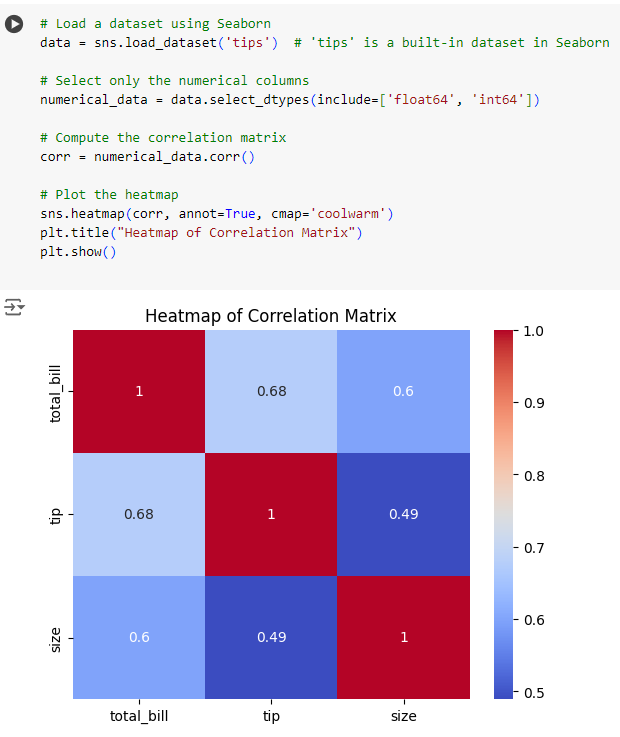 # Load a dataset using Seaborn
data = sns.load_dataset('tips')  # 'tips' is a built-in dataset in Seaborn
# Select only the numerical columns
numerical_data = data.select_dtypes(include=['float64', 'int64'])
# Compute the correlation matrix
corr = numerical_data.corr()
# Plot the heatmap
sns.heatmap(corr, annot=True, cmap='coolwarm')
plt.title("Heatmap of Correlation Matrix")
plt.show()
Heatmap of Correlation Matrix
total_bill 1 0.68 0.6
tip 0.68 1 0.49
size 0.6 0.49 1
total_bill tip size
1.0
0.9
0.8
0.7
0.6
0.5